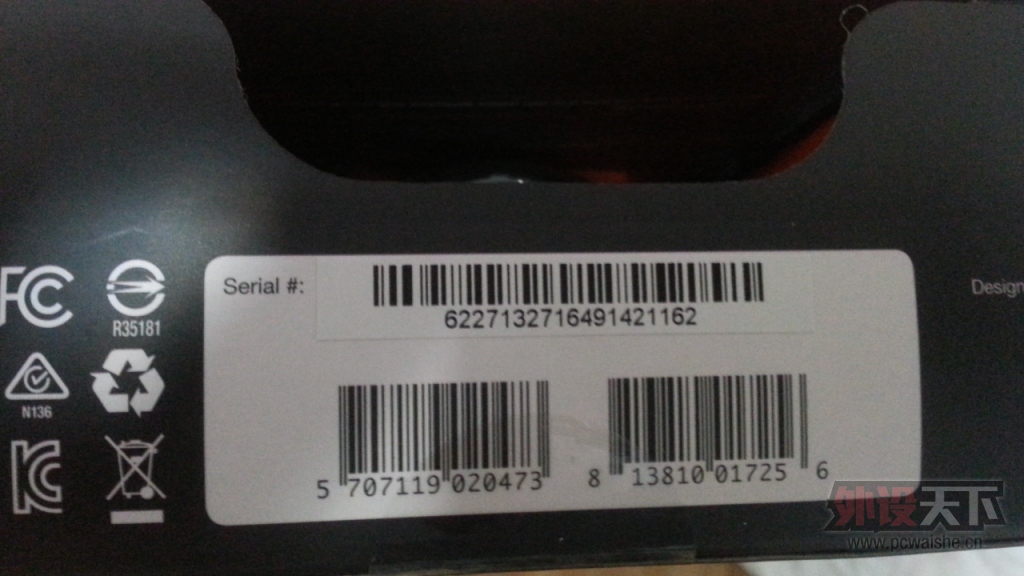 Serial #:
6227132716491421162
FC
R35181
N136
Design
5 707119 020473
8 13810 01725 6
外设天下
www.pcwaishe.cn